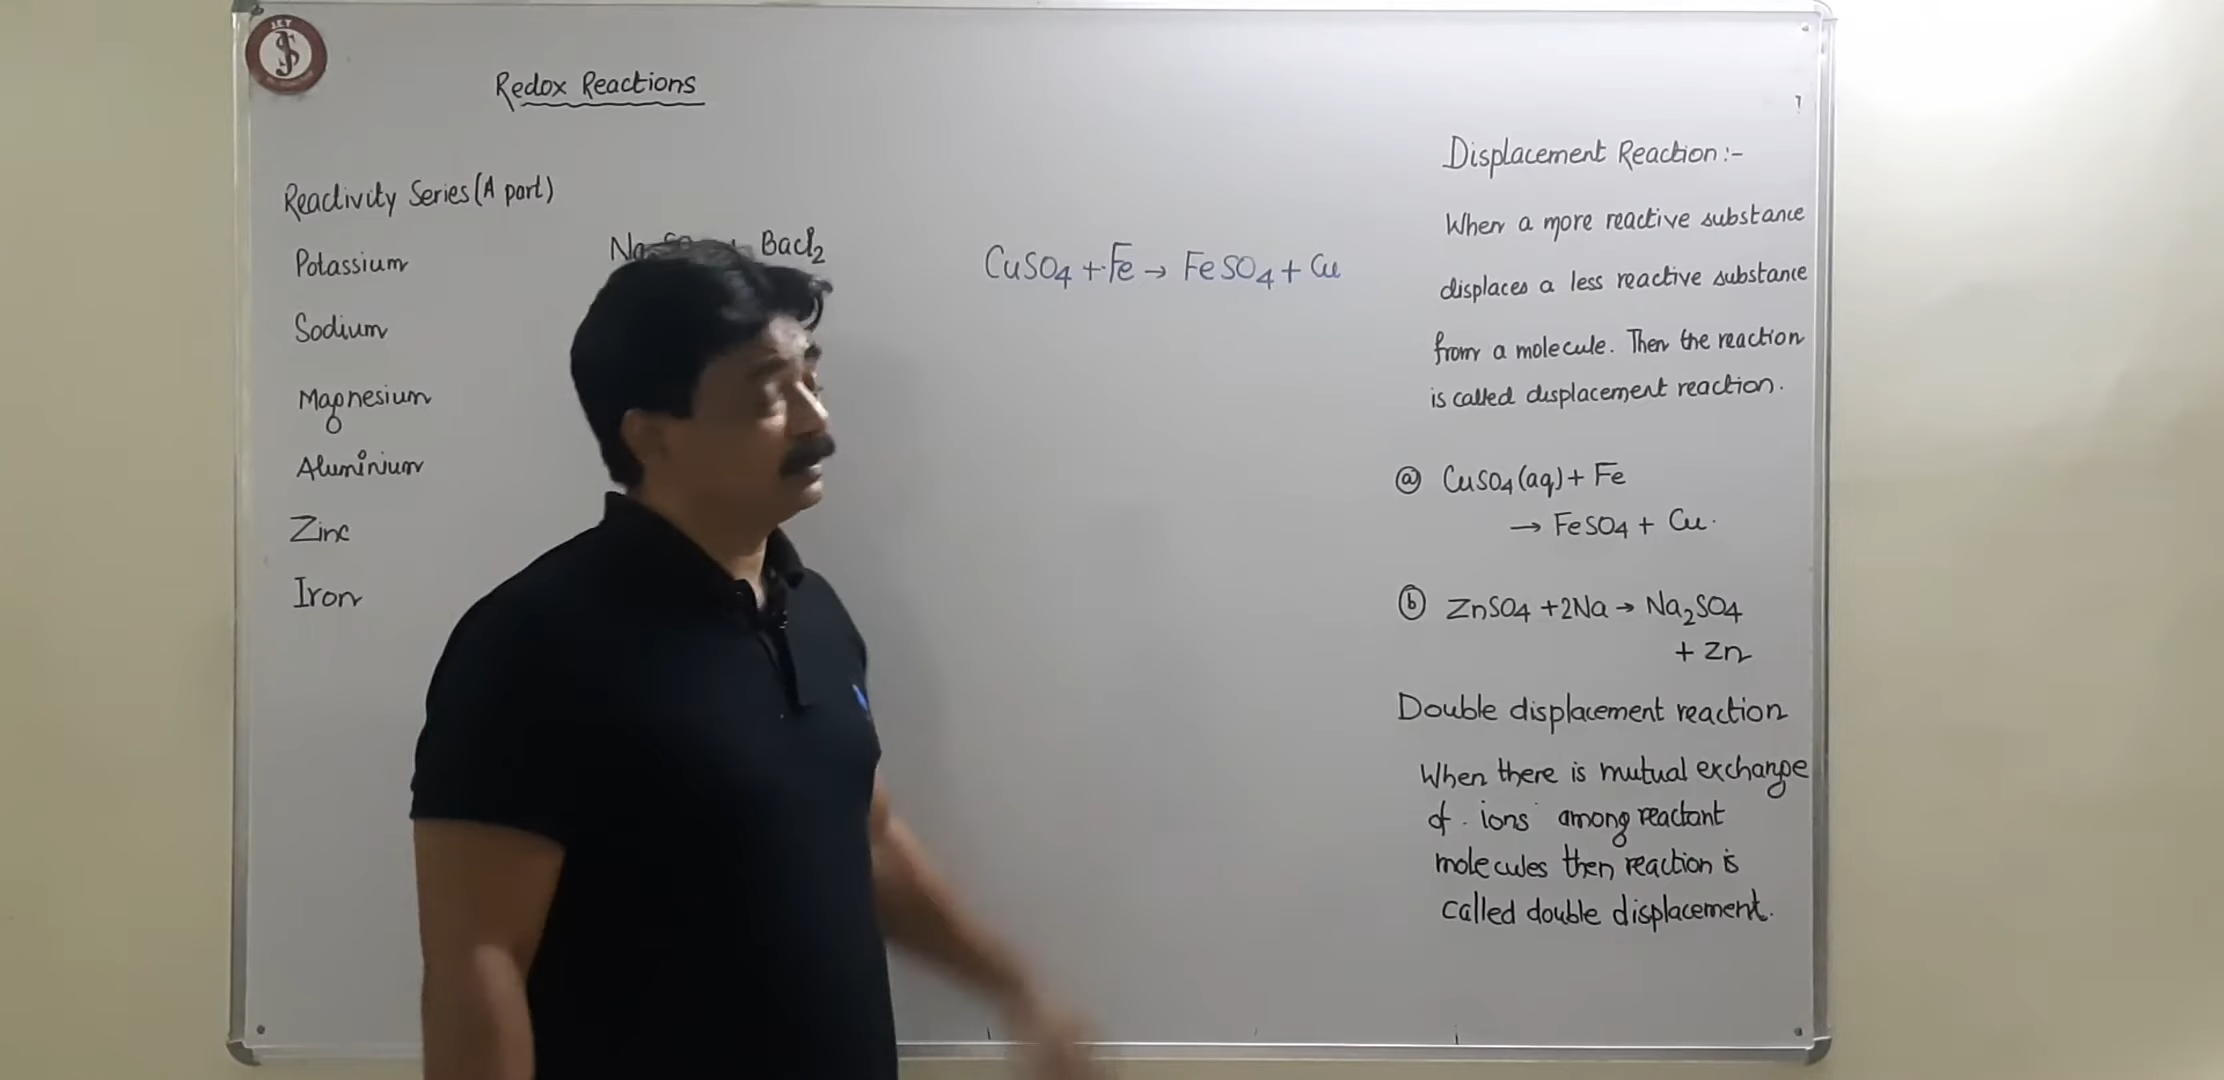 JET
Redox Reactions
Reactivity Series (A part)
Potassium
Sodium
Magnesium
Aluminium
Zinc
Iron
+ BaCl2
CuSO4 + Fe → FeSO4 + Cu
Displacement Reaction :-
When a more reactive substance
displaces a less reactive substance
from a molecule. Then the reaction
is called displacement reaction.
(a) CuSO4 (aq) + Fe
→ FeSO4 + Cu.
(b) ZnSO4 + 2Na → Na2SO4
+ Zn
Double displacement reaction
When there is mutual exchange
of ions among reactant
molecules then reaction is
called double displacement.